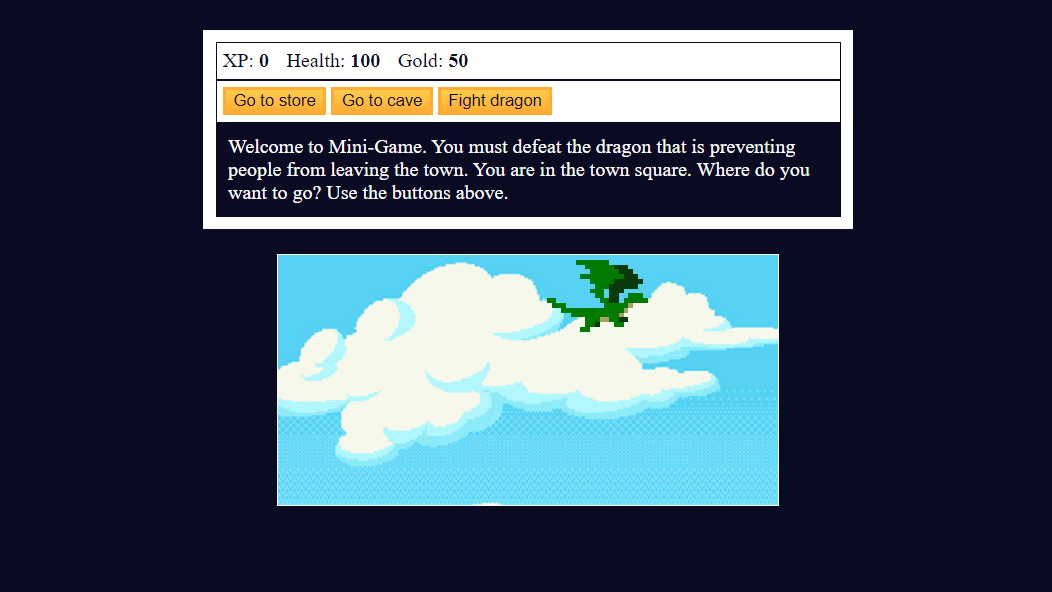 XP: 0 Health: 100 Gold: 50
Go to store Go to cave Fight dragon
Welcome to Mini-Game. You must defeat the dragon that is preventing
people from leaving the town. You are in the town square. Where do you
want to go? Use the buttons above.